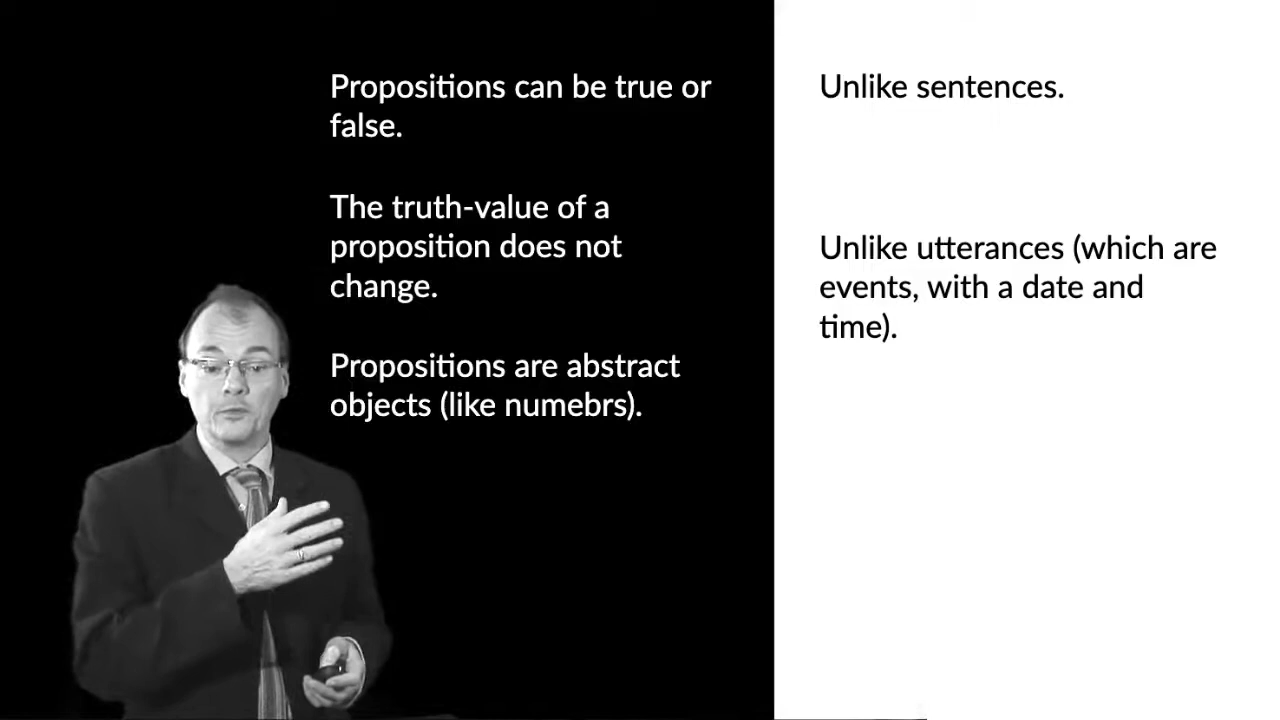 Propositions can be true or
false.
The truth-value of a
proposition does not
change.
Propositions are abstract
objects (like numebrs).
Unlike sentences.
Unlike utterances (which are
events, with a date and
time).